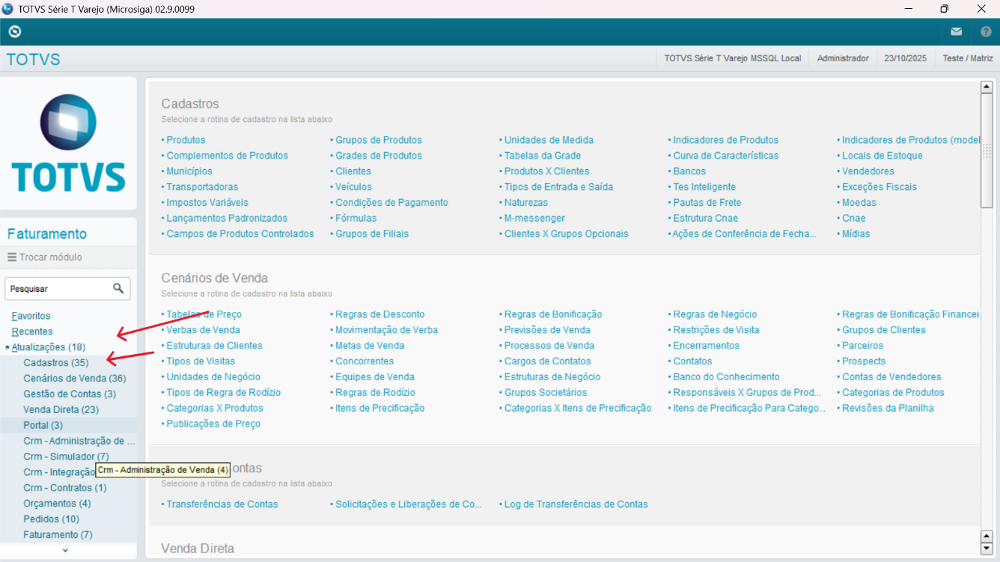 TOTVS Série T Varejo (Microsiga) 02.9.0099
TOTVS
TOTVS Série T Varejo MSSQL Local
Administrador
23/10/2025
Teste / Matriz
TOTVS
Faturamento
Trocar módulo
Pesquisar
Favoritos
Recentes
Atualizações (18)
Cadastros (35)
Cenários de Venda (36)
Gestão de Contas (3)
Venda Direta (23)
Portal (3)
Crm - Administração de ...
Crm - Simulador (7)
Crm - Integração
Crm - Administração de Venda (4)
Crm - Contratos (1)
Orçamentos (4)
Pedidos (10)
Faturamento (7)
Cadastros
Selecione a rotina de cadastro na lista abaixo
• Produtos • Grupos de Produtos • Unidades de Medida • Indicadores de Produtos • Indicadores de Produtos (model
• Complementos de Produtos • Grades de Produtos • Tabelas da Grade • Curva de Características • Locais de Estoque
• Municípios • Clientes • Produtos X Clientes • Bancos • Vendedores
• Transportadoras • Veículos • Tipos de Entrada e Saída • Tes Inteligente • Exceções Fiscais
• Impostos Variáveis • Condições de Pagamento • Naturezas • Pautas de Frete • Moedas
• Lançamentos Padronizados • Fórmulas • M-messenger • Estrutura Cnae • Cnae
• Campos de Produtos Controlados • Grupos de Filiais • Clientes X Grupos Opcionais • Ações de Conferência de Fecha... • Mídias
Cenários de Venda
Selecione a rotina de cadastro na lista abaixo
• Tabelas de Preço • Regras de Desconto • Regras de Bonificação • Regras de Negócio • Regras de Bonificação Financei
• Verbas de Venda • Movimentação de Verba • Previsões de Venda • Restrições de Visita • Grupos de Clientes
• Estruturas de Clientes • Metas de Venda • Processos de Venda • Encerramentos • Parceiros
• Tipos de Visitas • Concorrentes • Cargos de Contatos • Contatos • Prospects
• Unidades de Negócio • Equipes de Venda • Estruturas de Negócio • Banco do Conhecimento • Contas de Vendedores
• Tipos de Regra de Rodízio • Regras de Rodízio • Grupos Societários • Responsáveis X Grupos de Prod... • Categorias de Produtos
• Categorias X Produtos • Itens de Precificação • Categorias X Itens de Precificação • Itens de Precificação Para Catego... • Revisões da Planilha
• Publicações de Preço
ontas
Selecione a rotina de cadastro na lista abaixo
• Transferências de Contas • Solicitações e Liberações de Co... • Log de Transferências de Contas
Venda Direta